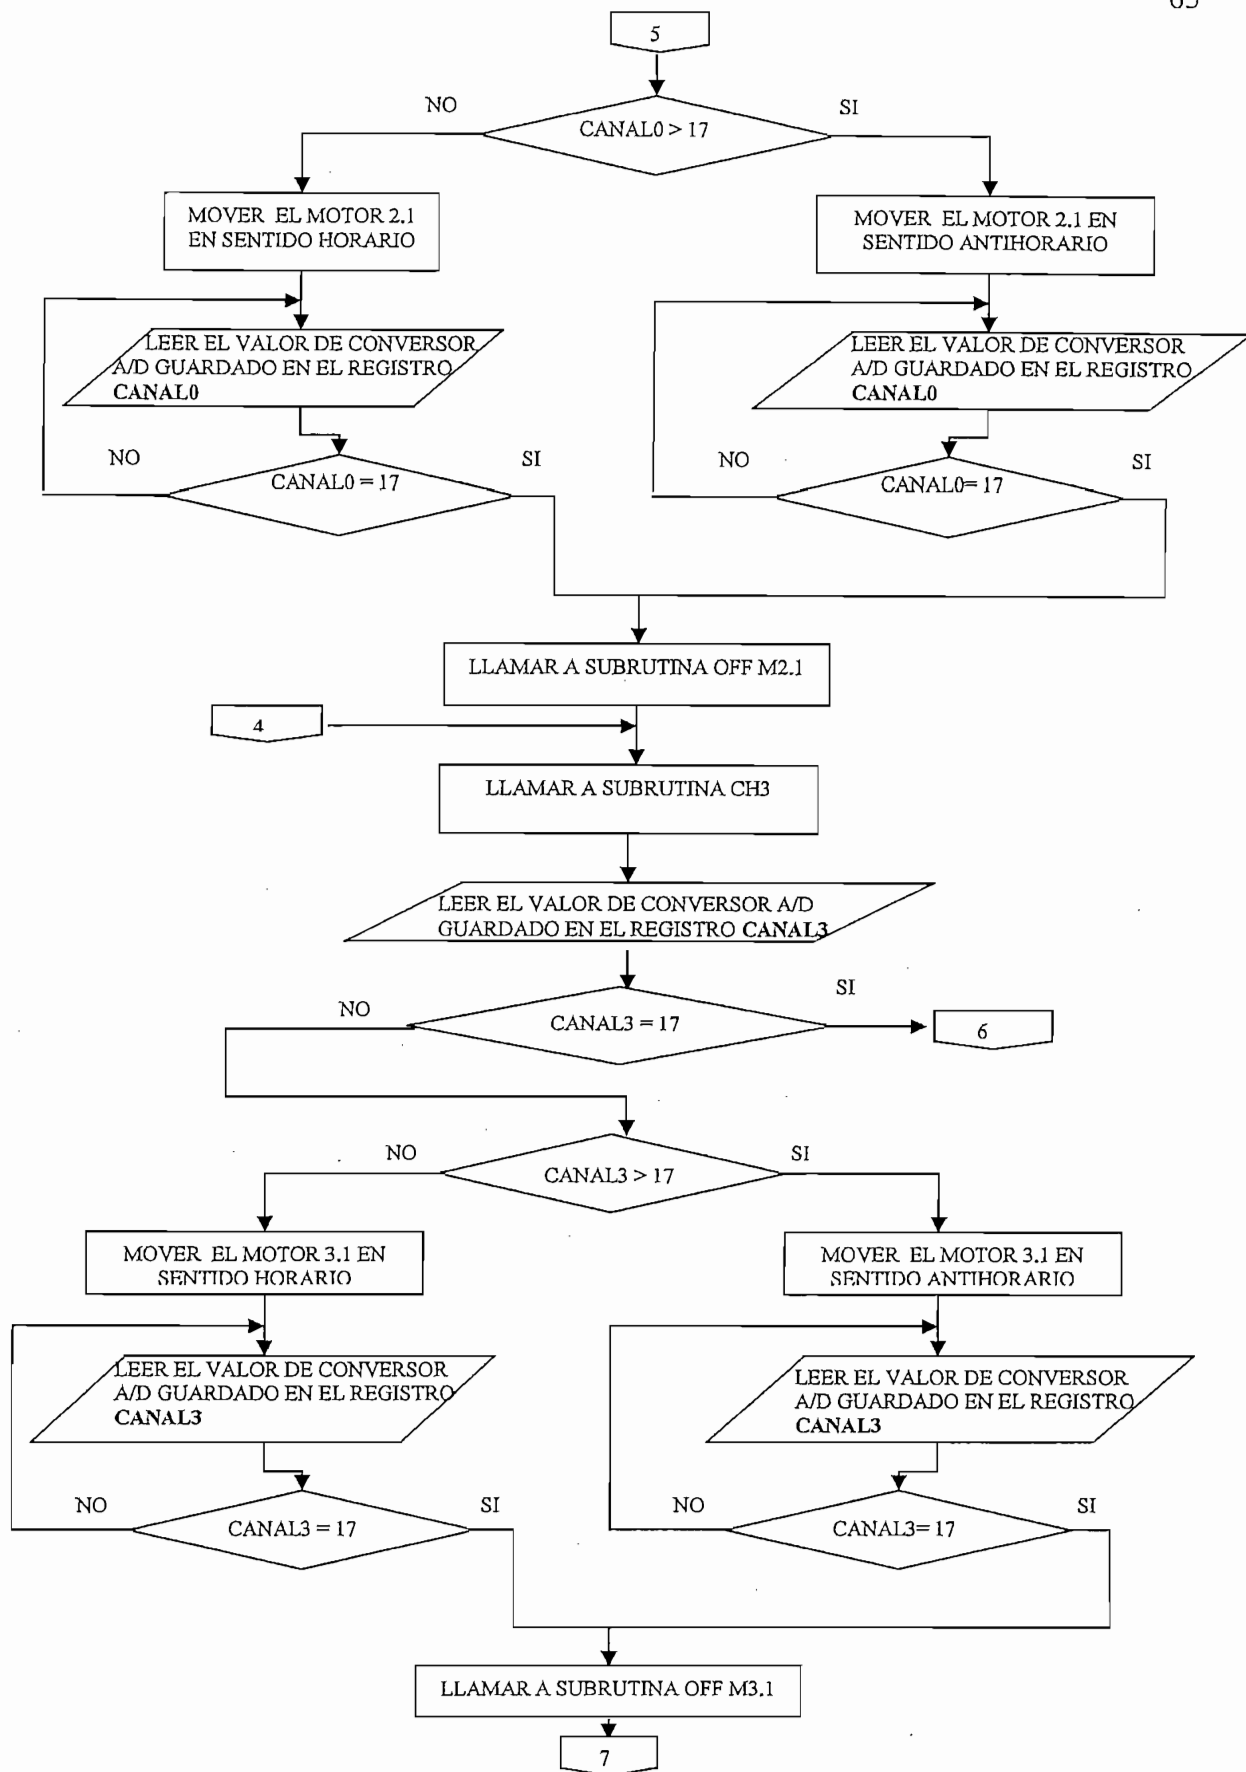 5
NO
SI
CANAL0 > 17
MOVER EL MOTOR 2.1
EN SENTIDO HORARIO
MOVER EL MOTOR 2.1 EN
SENTIDO ANTIHORARIO
LEER EL VALOR DE CONVERSOR
A/D GUARDADO EN EL REGISTRO
CANAL0
LEER EL VALOR DE CONVERSOR
A/D GUARDADO EN EL REGISTRO
CANAL0
NO
SI
CANAL0 = 17
NO
SI
CANAL0= 17
LLAMAR A SUBRUTINA OFF M2.1
4
LLAMAR A SUBRUTINA CH3
LEER EL VALOR DE CONVERSOR A/D
GUARDADO EN EL REGISTRO CANAL3
NO
SI
CANAL3 = 17
6
NO
SI
CANAL3 > 17
MOVER EL MOTOR 3.1 EN
SENTIDO HORARIO
MOVER EL MOTOR 3.1 EN
SENTIDO ANTIHORARIO
LEER EL VALOR DE CONVERSOR
A/D GUARDADO EN EL REGISTRO
CANAL3
LEER EL VALOR DE CONVERSOR
A/D GUARDADO EN EL REGISTRO
CANAL3
NO
SI
CANAL3 = 17
NO
SI
CANAL3= 17
LLAMAR A SUBRUTINA OFF M3.1
7